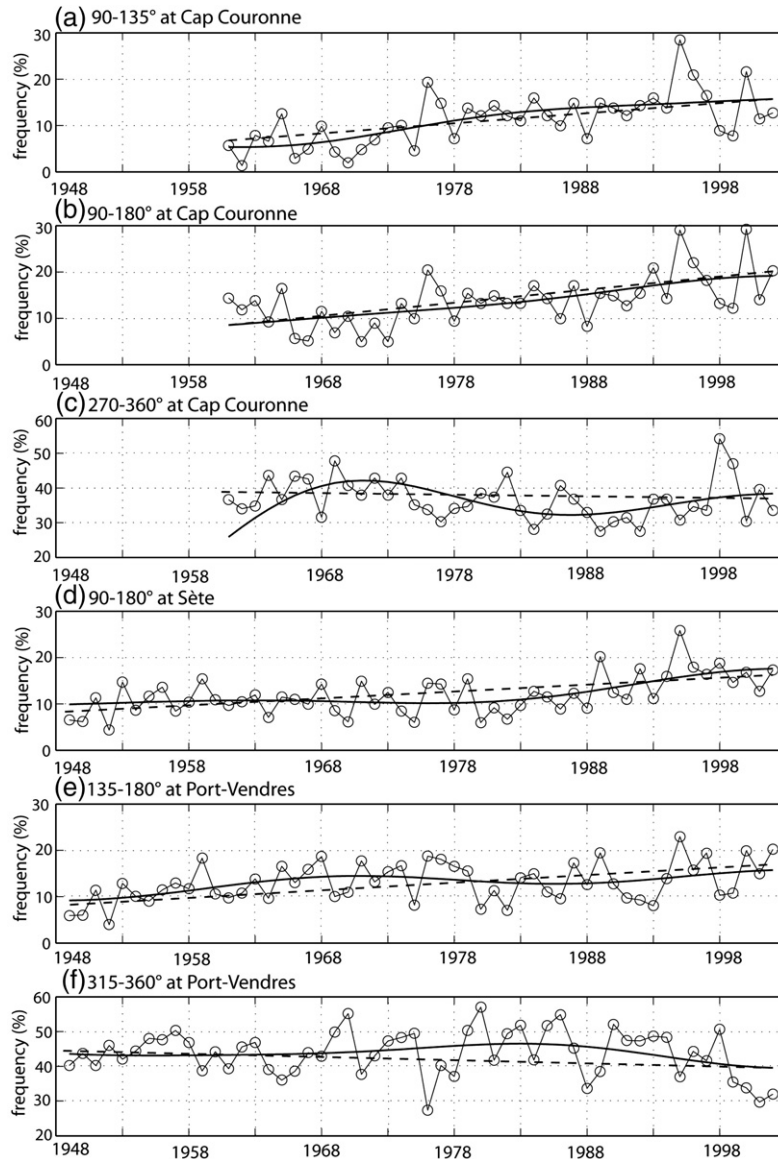 (a) 90-135° at Cap Couronne
30
20
10
0
frequency (%)
1948 1958 1968 1978 1988 1998
(b) 90-180° at Cap Couronne
30
20
10
0
frequency (%)
1948 1958 1968 1978 1988 1998
(c) 270-360° at Cap Couronne
60
50
40
30
20
frequency (%)
1948 1958 1968 1978 1988 1998
(d) 90-180° at Sète
30
20
10
0
frequency (%)
1948 1958 1968 1978 1988 1998
(e) 135-180° at Port-Vendres
30
20
10
0
frequency (%)
1948 1958 1968 1978 1988 1998
(f) 315-360° at Port-Vendres
60
50
40
30
20
frequency (%)
1948 1958 1968 1978 1988 1998